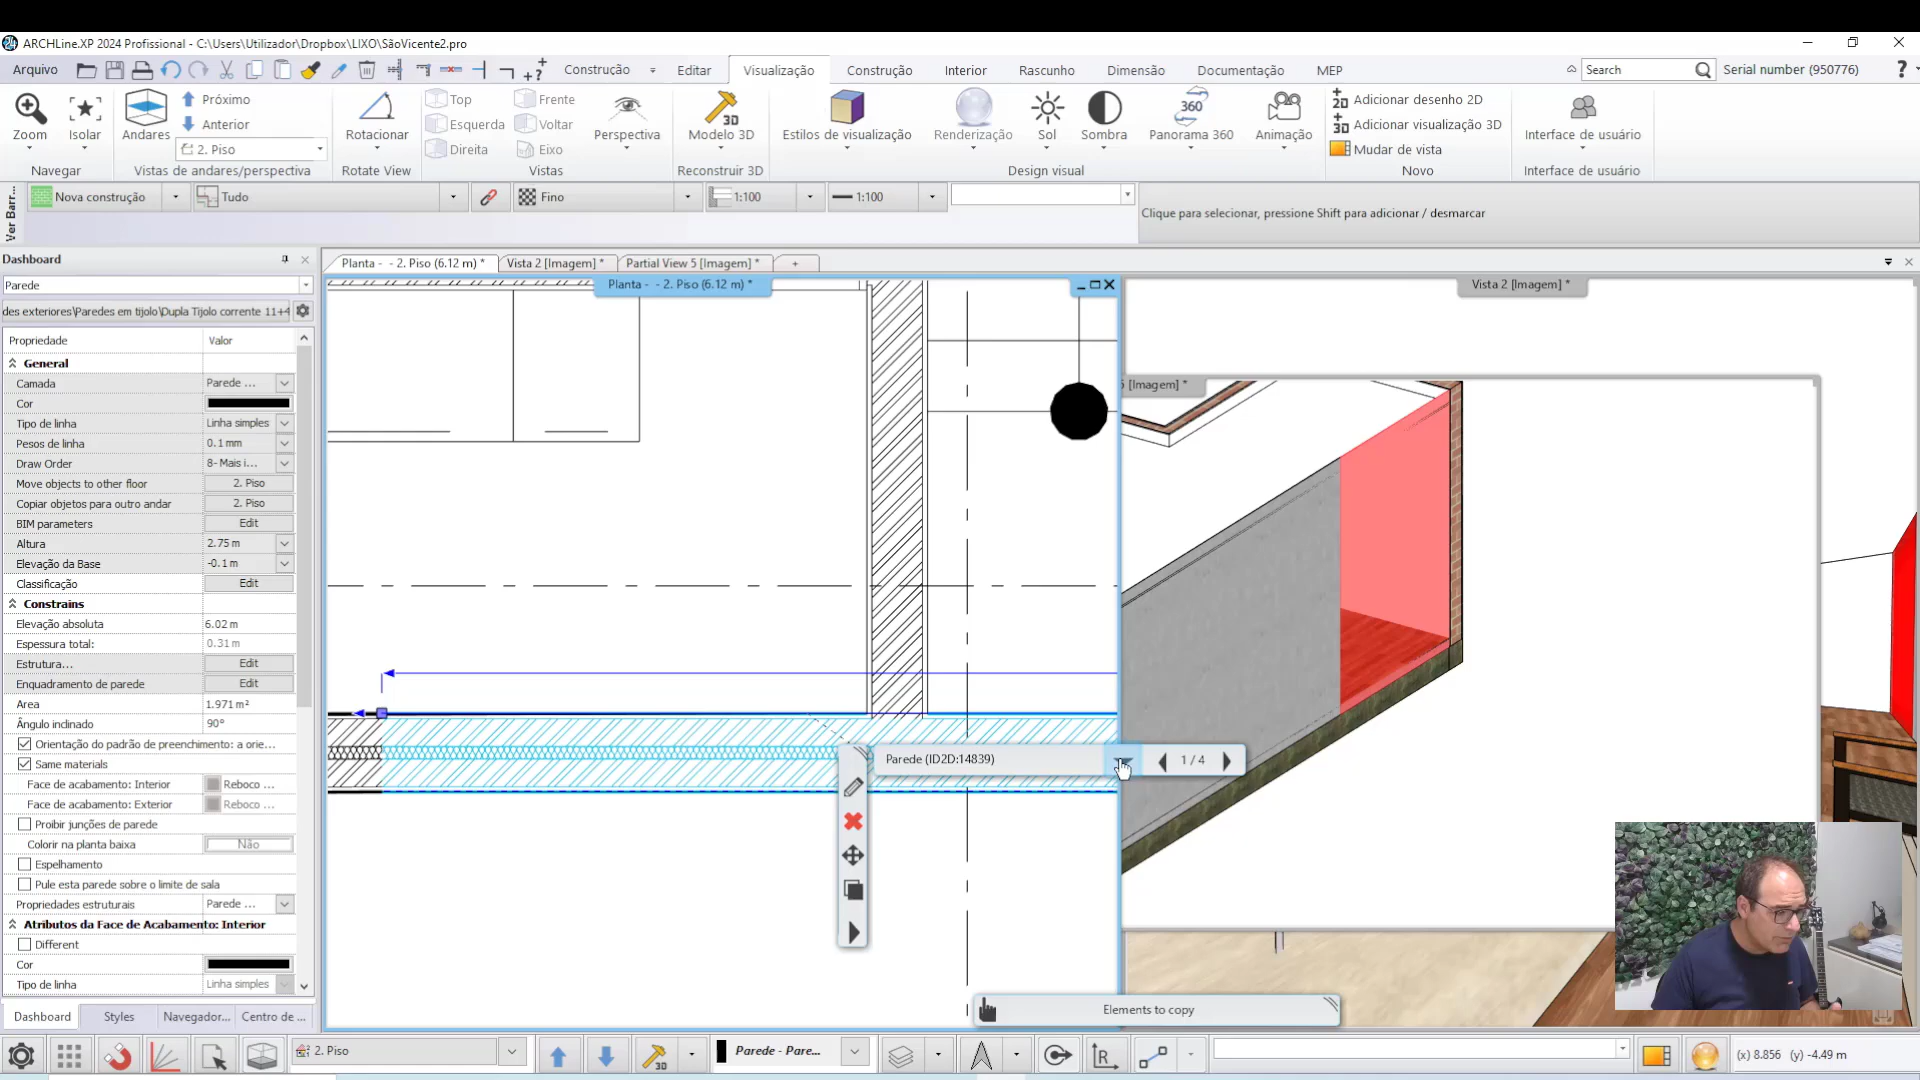 ARCHLine.XP 2024 Profissional - C:\Users\Utilizador\Dropbox\LIXO\SãoVicente2.pro
Arquivo
Construção
Editar
Visualização
Construção
Interior
Rascunho
Dimensão
Documentação
MEP
Search
Serial number (950776)
?
Zoom
Isolar
Navegar
Andares
Próximo
Anterior
2. Piso
Vistas de andares/perspectiva
Rotacionar
Rotate View
Top
Frente
Esquerda
Voltar
Direita
Eixo
Vistas
Perspectiva
Modelo 3D
Reconstruir 3D
Estilos de visualização
Renderização
Sol
Sombra
Panorama 360
Animação
Design visual
Adicionar desenho 2D
Adicionar visualização 3D
Mudar de vista
Novo
Interface de usuário
Interface de usuário
Ver Barr...
Nova construção
Tudo
Fino
1:100
1:100
Clique para selecionar, pressione Shift para adicionar / desmarcar
Dashboard
Parede
des exteriores\Paredes em tijolo\Dupla Tijolo corrente 11+4
Propriedade Valor
General
Camada Parede ...
Cor
Tipo de linha Linha simples
Pesos de linha 0.1 mm
Draw Order 8- Mais i...
Move objects to other floor 2. Piso
Copiar objetos para outro andar 2. Piso
BIM parameters Edit
Altura 2.75 m
Elevação da Base -0.1 m
Classificação Edit
Constrains
Elevação absoluta 6.02 m
Espessura total: 0.31 m
Estrutura... Edit
Enquadramento de parede Edit
Area 1.971 m²
Ângulo inclinado 90°
Orientação do padrão de preenchimento: a orie...
Same materials
Face de acabamento: Interior Reboco ...
Face de acabamento: Exterior Reboco ...
Proibir junções de parede
Colorir na planta baixa Não
Espelhamento
Pule esta parede sobre o limite de sala
Propriedades estruturais Parede ...
Atributos da Face de Acabamento: Interior
Different
Cor
Tipo de linha Linha simples
Dashboard
Styles
Navegador...
Centro de ...
Planta - - 2. Piso (6.12 m) *
Vista 2 [Imagem] *
Partial View 5 [Imagem] *
+
Planta - - 2. Piso (6.12 m) *
Vista 2 [Imagem] *
[Imagem] *
Parede (ID2D:14839)
1 / 4
Elements to copy
2. Piso
Parede - Pare...
(x) 8.856 (y) -4.49 m